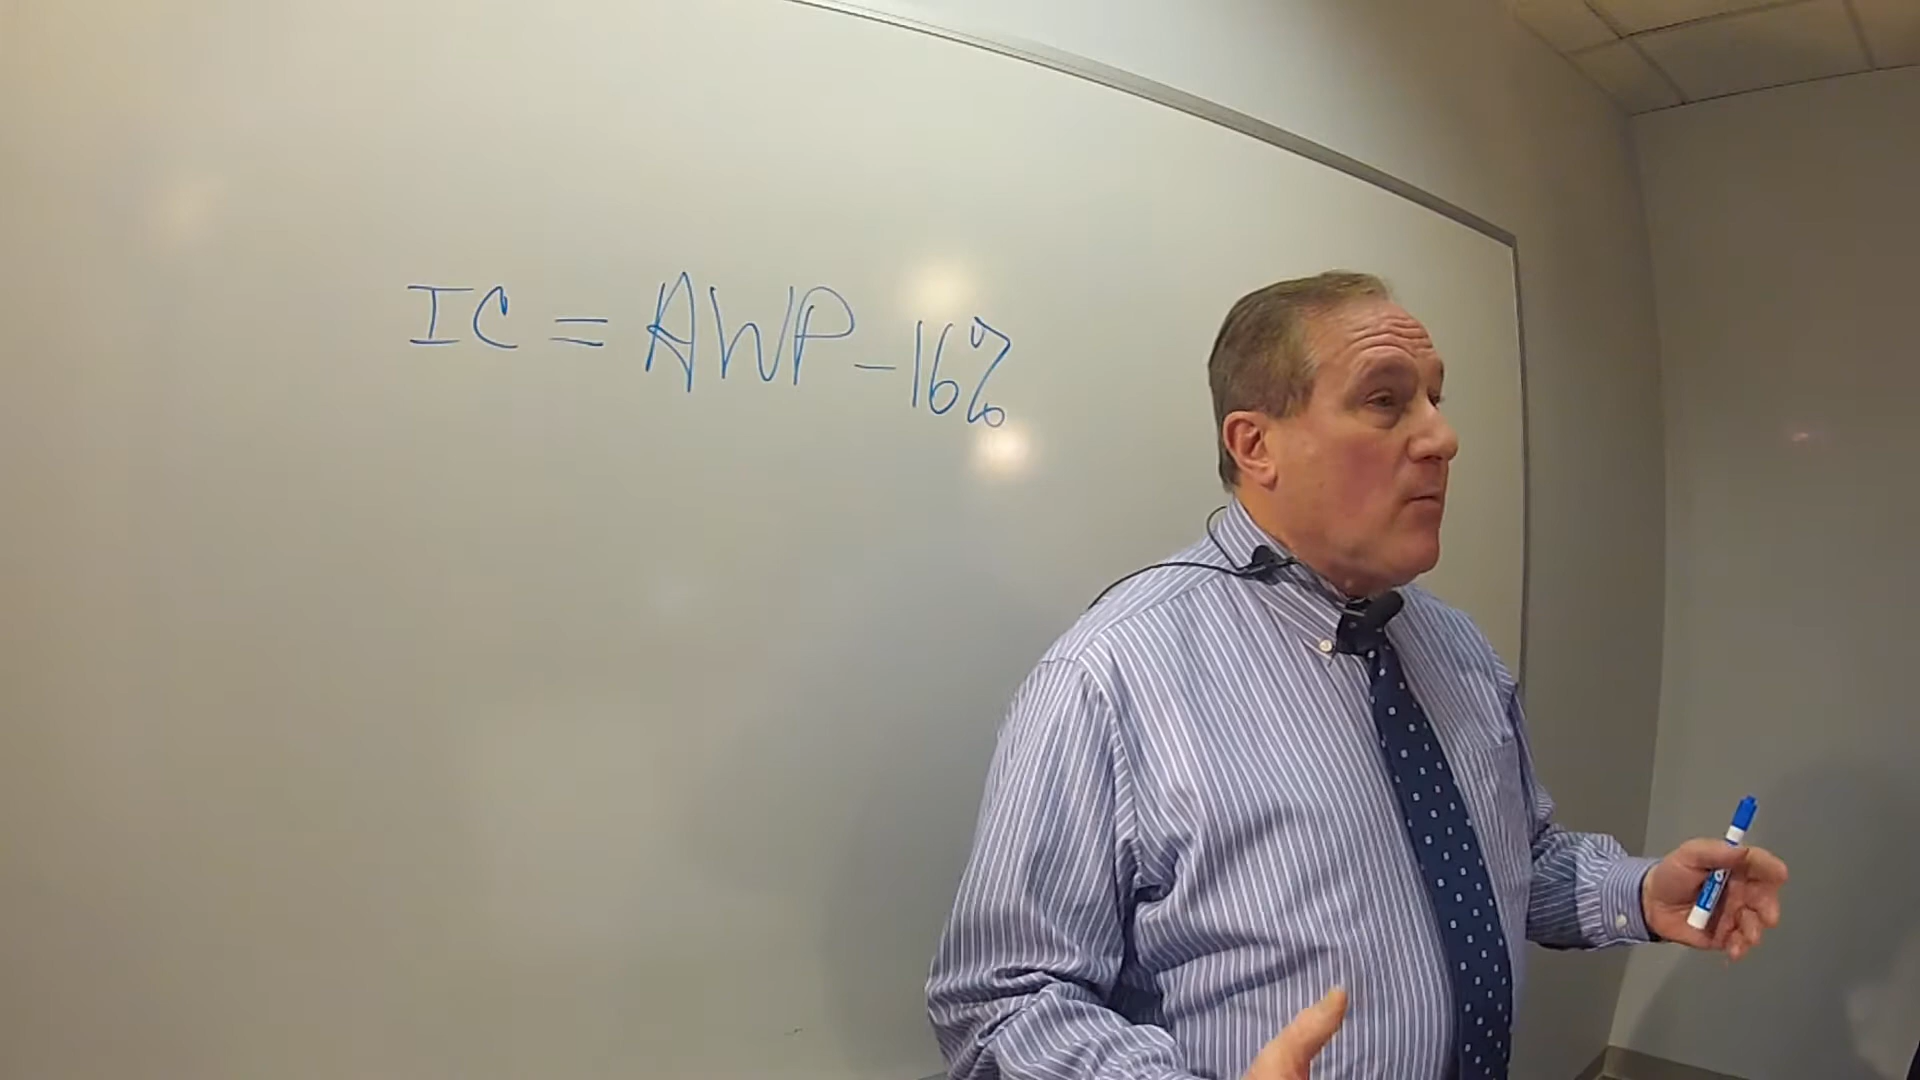 IC = AWP - 16%